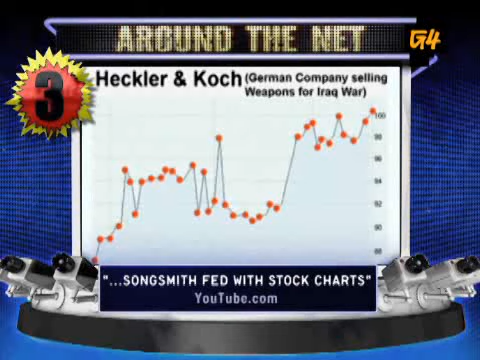 AROUND THE NET
G4
3
Heckler & Koch (German Company selling
Weapons for Iraq War)
100
98
96
94
92
90
88
"...SONGSMITH FED WITH STOCK CHARTS"
YouTube.com